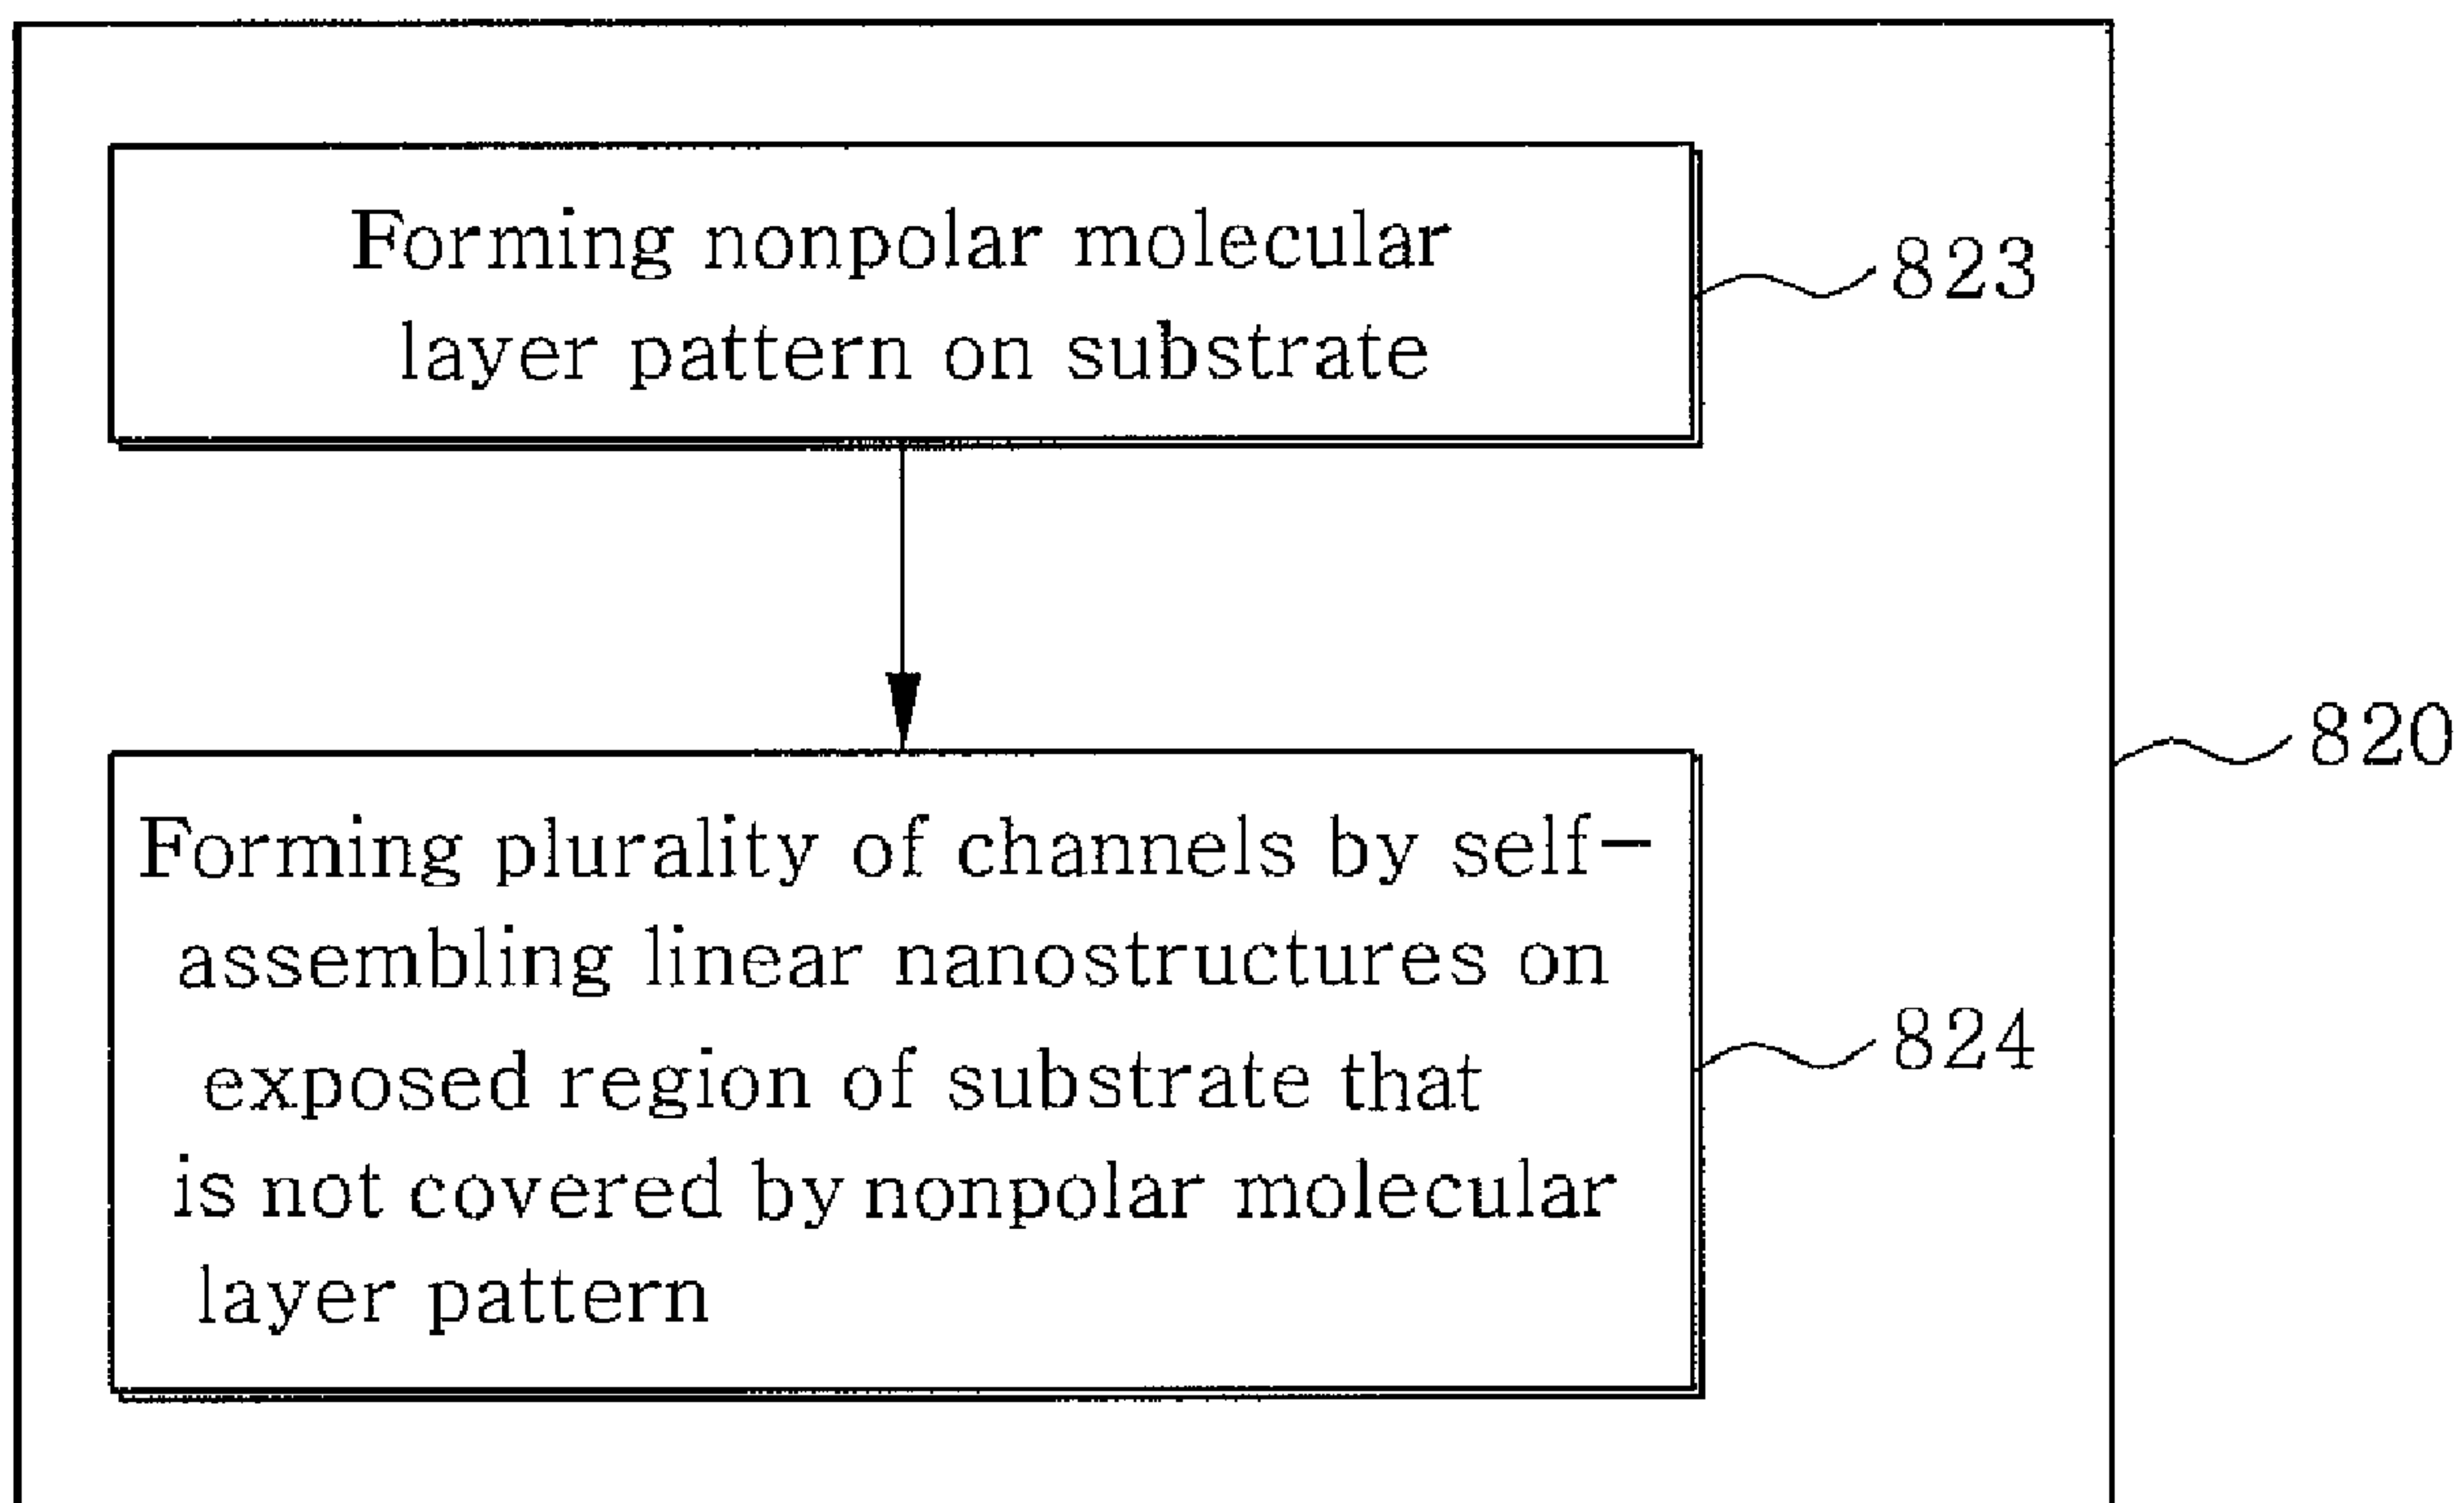 Forming nonpolar molecular
layer pattern on substrate
823
820
Forming plurality of channels by self-
assembling linear nanostructures on
exposed region of substrate that
is not covered by nonpolar molecular
layer pattern
824